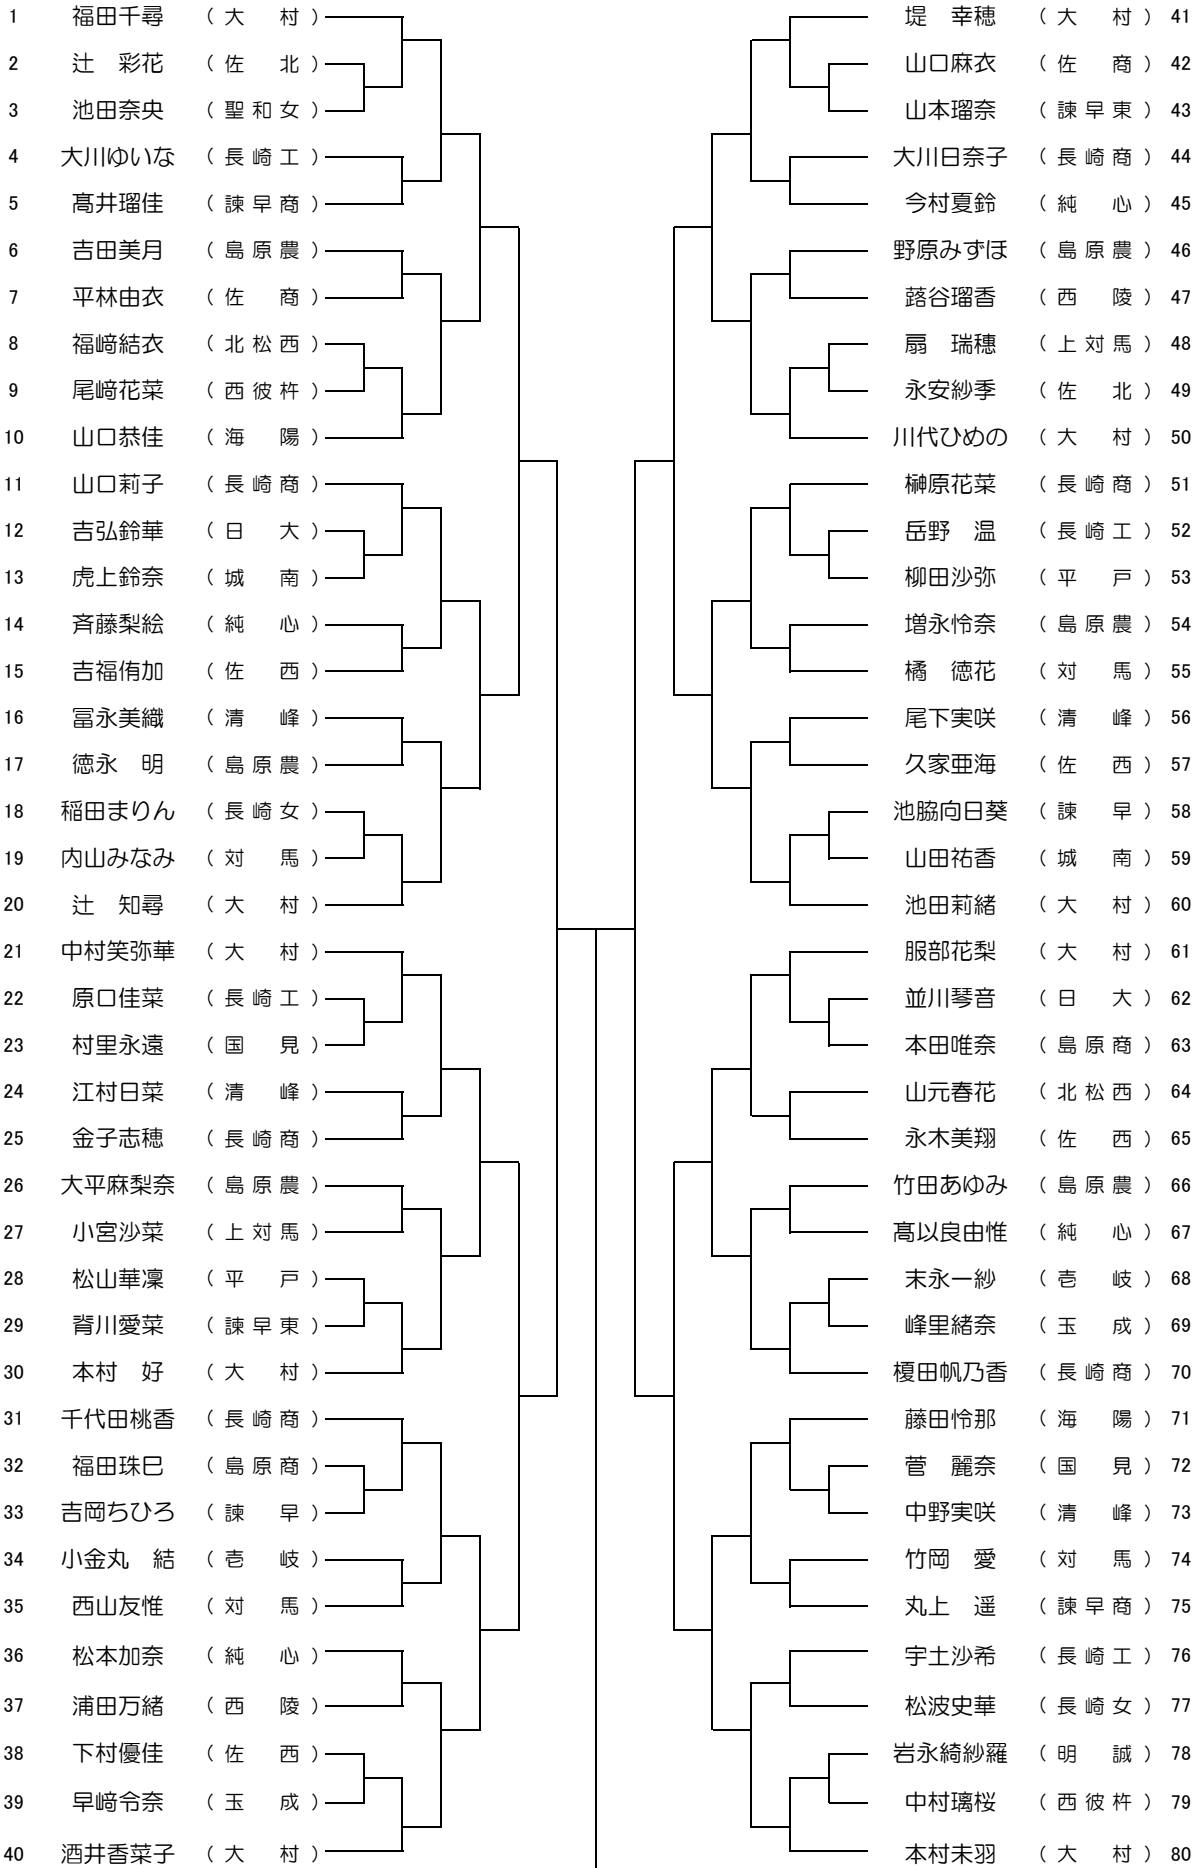 1 福田千尋 (大 村)
2 辻 彩花 (佐 北)
3 池田奈央 (聖和女)
4 大川ゆいな (長崎工)
5 髙井瑠佳 (諫早商)
6 吉田美月 (島原農)
7 平林由衣 (佐 商)
8 福﨑結衣 (北松西)
9 尾﨑花菜 (西彼杵)
10 山口恭佳 (海 陽)
11 山口莉子 (長崎商)
12 吉弘鈴華 (日 大)
13 虎上鈴奈 (城 南)
14 斉藤梨絵 (純 心)
15 吉福侑加 (佐 西)
16 冨永美織 (清 峰)
17 徳永 明 (島原農)
18 稲田まりん (長崎女)
19 内山みなみ (対 馬)
20 辻 知尋 (大 村)
21 中村笑弥華 (大 村)
22 原口佳菜 (長崎工)
23 村里永遠 (国 見)
24 江村日菜 (清 峰)
25 金子志穂 (長崎商)
26 大平麻梨奈 (島原農)
27 小宮沙菜 (上対馬)
28 松山華凜 (平 戸)
29 脊川愛菜 (諫早東)
30 本村 好 (大 村)
31 千代田桃香 (長崎商)
32 福田珠巳 (島原商)
33 吉岡ちひろ (諫 早)
34 小金丸 結 (壱 岐)
35 西山友惟 (対 馬)
36 松本加奈 (純 心)
37 浦田万緒 (西 陵)
38 下村優佳 (佐 西)
39 早﨑令奈 (玉 成)
40 酒井香菜子 (大 村)
堤 幸穂 (大 村) 41
山口麻衣 (佐 商) 42
山本瑠奈 (諫早東) 43
大川日奈子 (長崎商) 44
今村夏鈴 (純 心) 45
野原みずほ (島原農) 46
蕗谷瑠香 (西 陵) 47
扇 瑞穂 (上対馬) 48
永安紗季 (佐 北) 49
川代ひめの (大 村) 50
榊原花菜 (長崎商) 51
岳野 温 (長崎工) 52
柳田沙弥 (平 戸) 53
増永怜奈 (島原農) 54
橘 徳花 (対 馬) 55
尾下実咲 (清 峰) 56
久家亜海 (佐 西) 57
池脇向日葵 (諫 早) 58
山田祐香 (城 南) 59
池田莉緒 (大 村) 60
服部花梨 (大 村) 61
並川琴音 (日 大) 62
本田唯奈 (島原商) 63
山元春花 (北松西) 64
永木美翔 (佐 西) 65
竹田あゆみ (島原農) 66
髙以良由惟 (純 心) 67
末永一紗 (壱 岐) 68
峰里緒奈 (玉 成) 69
榎田帆乃香 (長崎商) 70
藤田怜那 (海 陽) 71
菅 麗奈 (国 見) 72
中野実咲 (清 峰) 73
竹岡 愛 (対 馬) 74
丸上 遥 (諫早商) 75
宇土沙希 (長崎工) 76
松波史華 (長崎女) 77
岩永綺紗羅 (明 誠) 78
中村璃桜 (西彼杵) 79
本村未羽 (大 村) 80